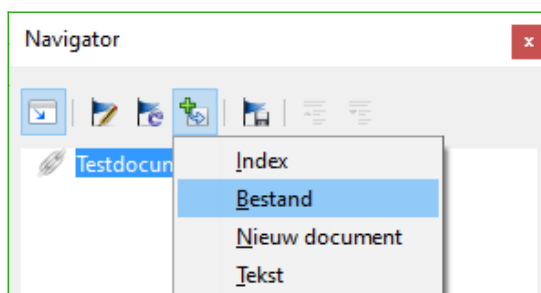 Navigator
x
Testdocum
Index
Bestand
Nieuw document
Tekst